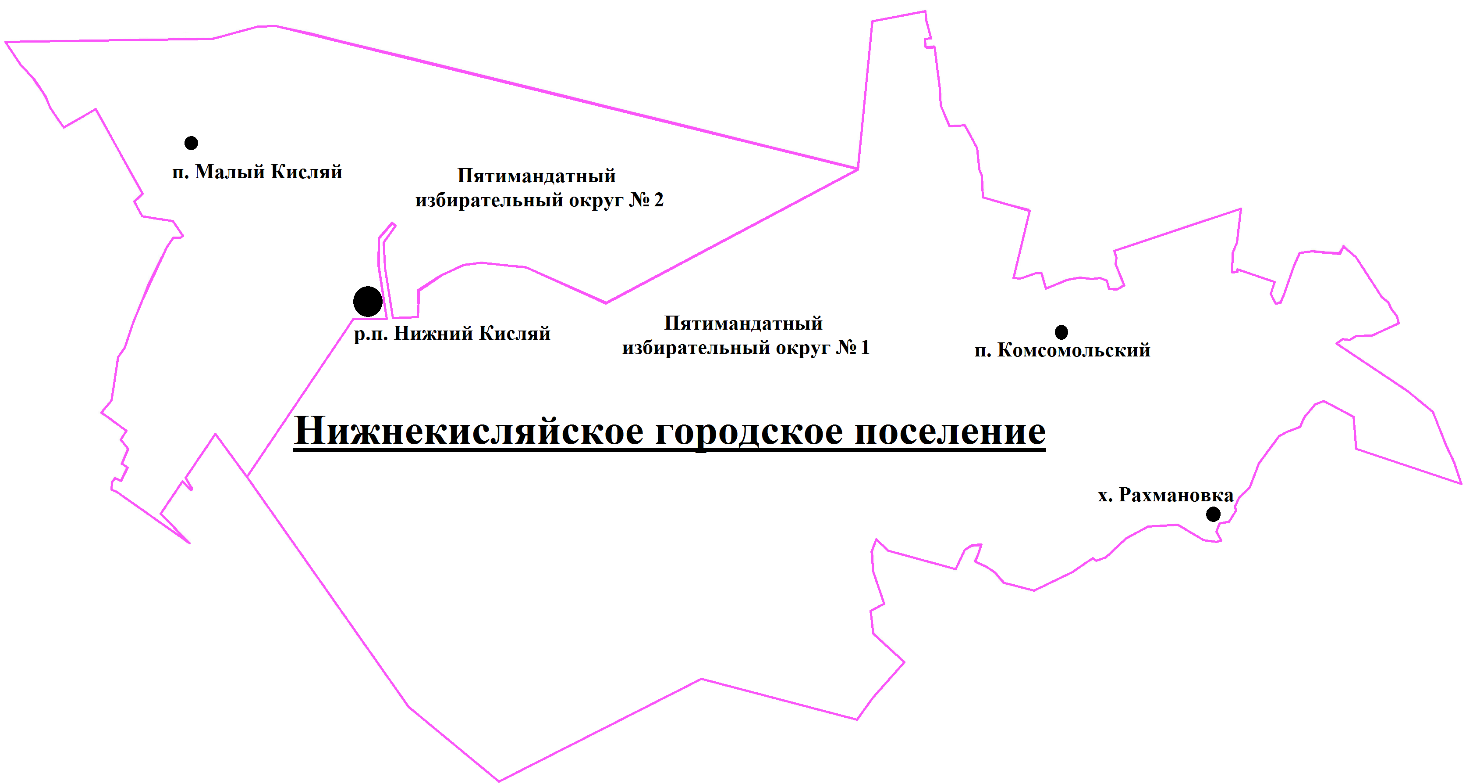 п. Малый Кисляй
Пятимандатный
избирательный округ № 2
р.п. Нижний Кисляй
Пятимандатный
избирательный округ № 1
п. Комсомольский
Нижнекисляйское городское поселение
х. Рахмановка